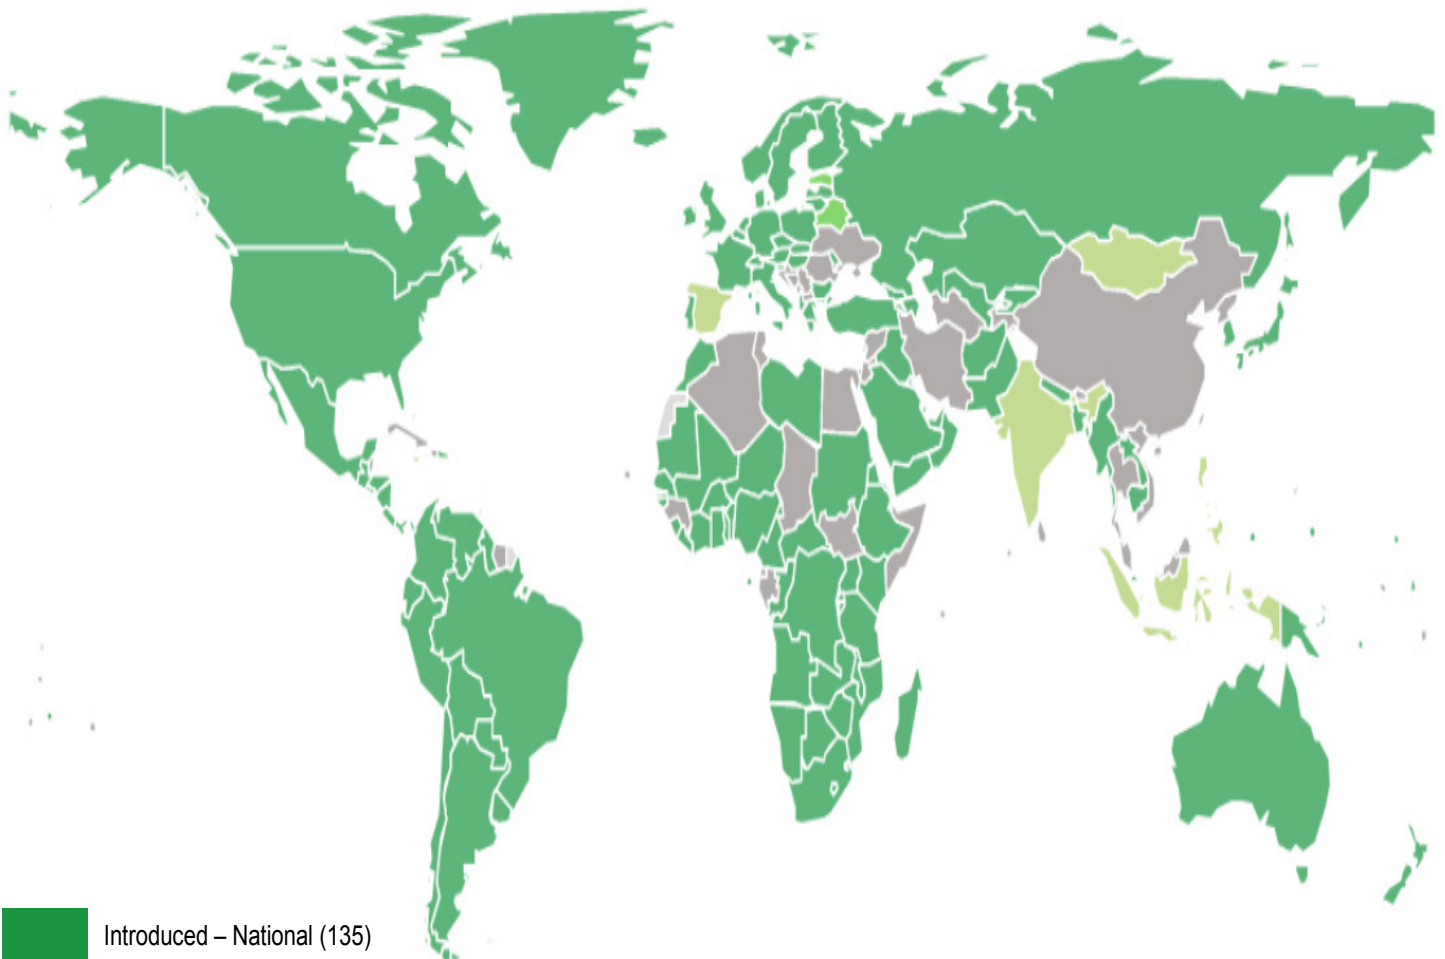 Introduced – National (135)